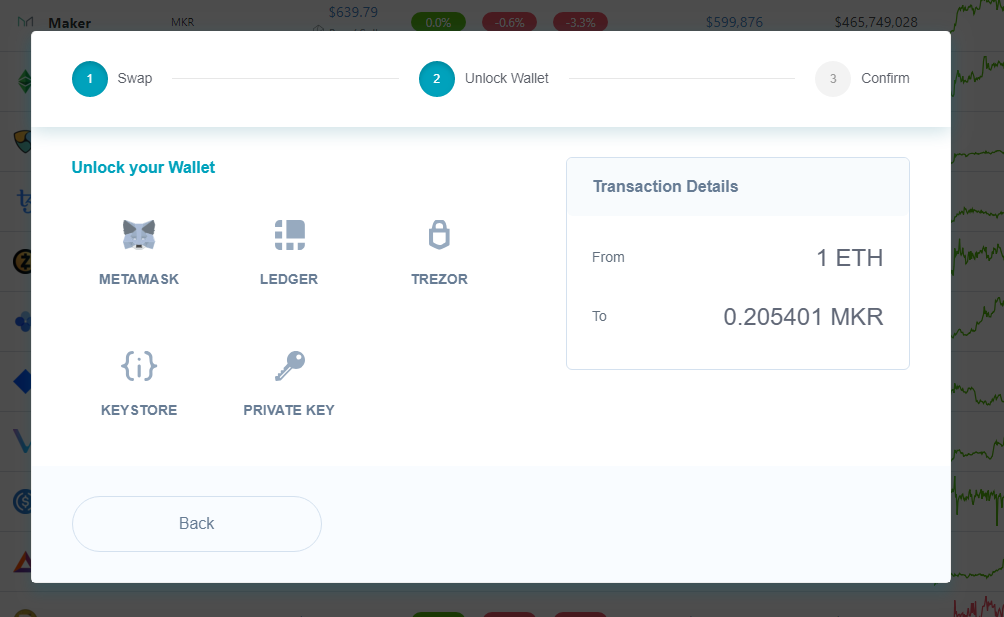 Maker
MKR
$639.79
0.0%
-0.6%
-3.3%
$599,876
$465,749,028
1 Swap
2 Unlock Wallet
3 Confirm
Unlock your Wallet
METAMASK
LEDGER
TREZOR
KEYSTORE
PRIVATE KEY
Transaction Details
From 1 ETH
To 0.205401 MKR
Back